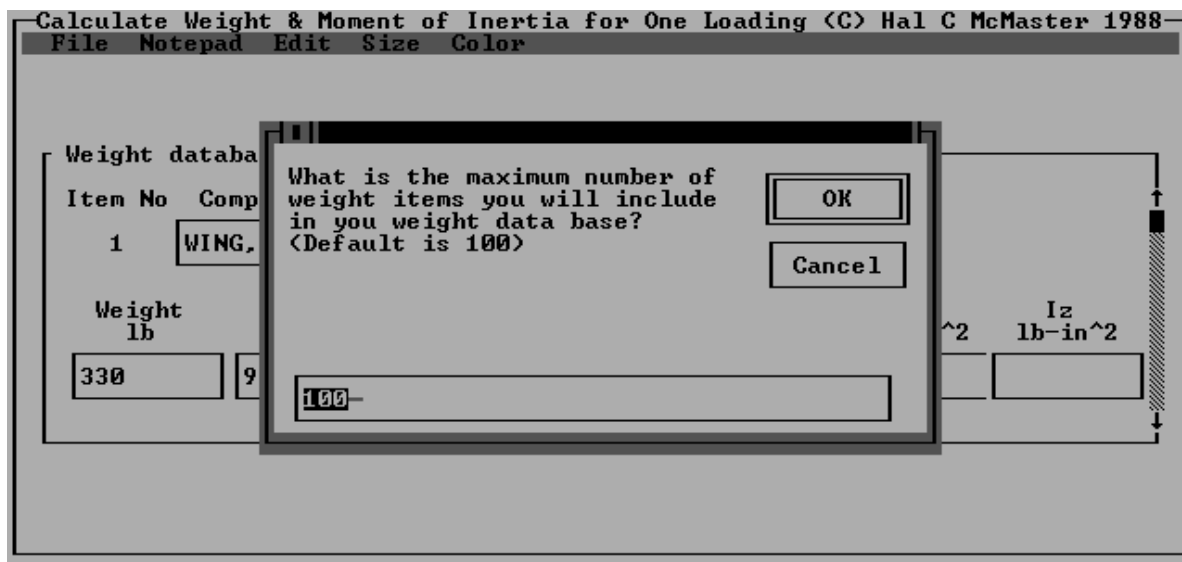 Calculate Weight & Moment of Inertia for One Loading (C) Hal C McMaster 1988
File Notepad Edit Size Color
Weight databa
Item No Comp
1 WING,
Weight
lb
330 9
What is the maximum number of
weight items you will include
in you weight data base?
(Default is 100)
OK
Cancel
100
^2
Iz
lb-in^2